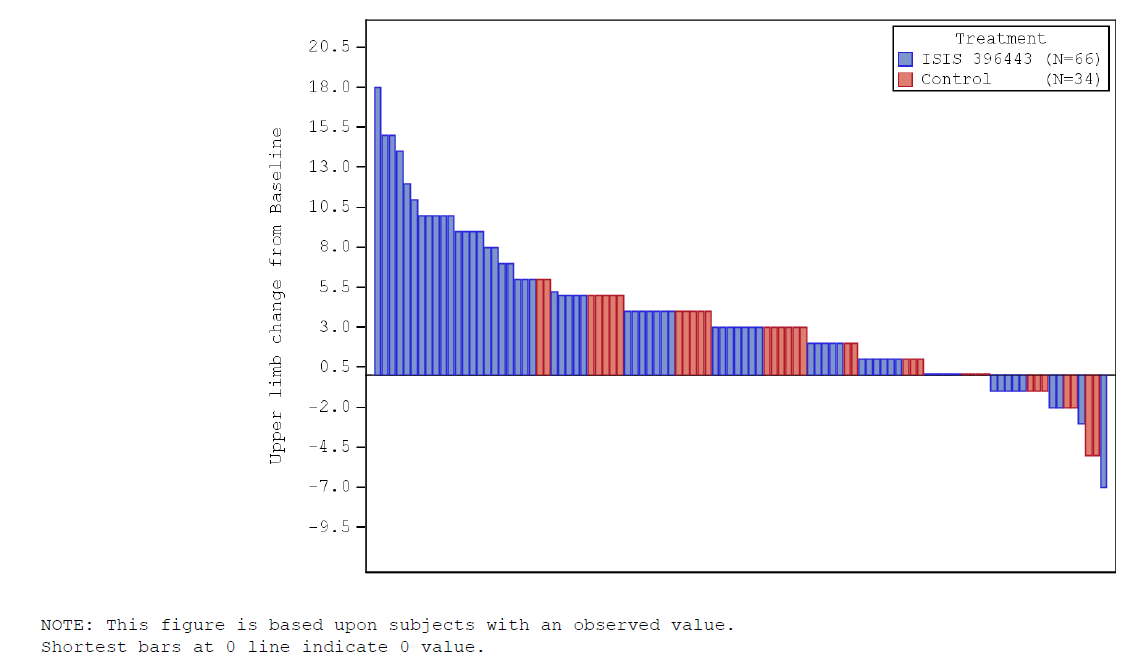 Treatment
ISIS 396443 (N=66)
Control (N=34)
Upper limb change from Baseline
20.5
18.0
15.5
13.0
10.5
8.0
5.5
3.0
0.5
-2.0
-4.5
-7.0
-9.5
NOTE: This figure is based upon subjects with an observed value.
Shortest bars at 0 line indicate 0 value.